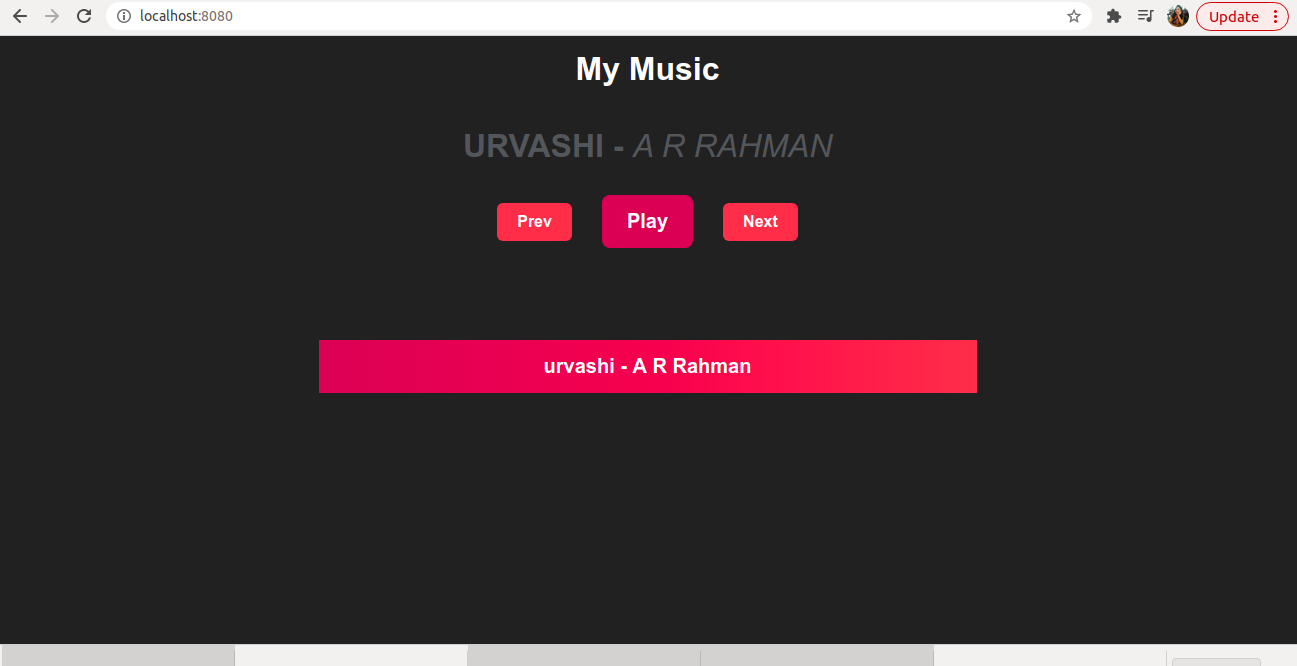 localhost:8080
Update
My Music
URVASHI - A R RAHMAN
Prev Play Next
urvashi - A R Rahman